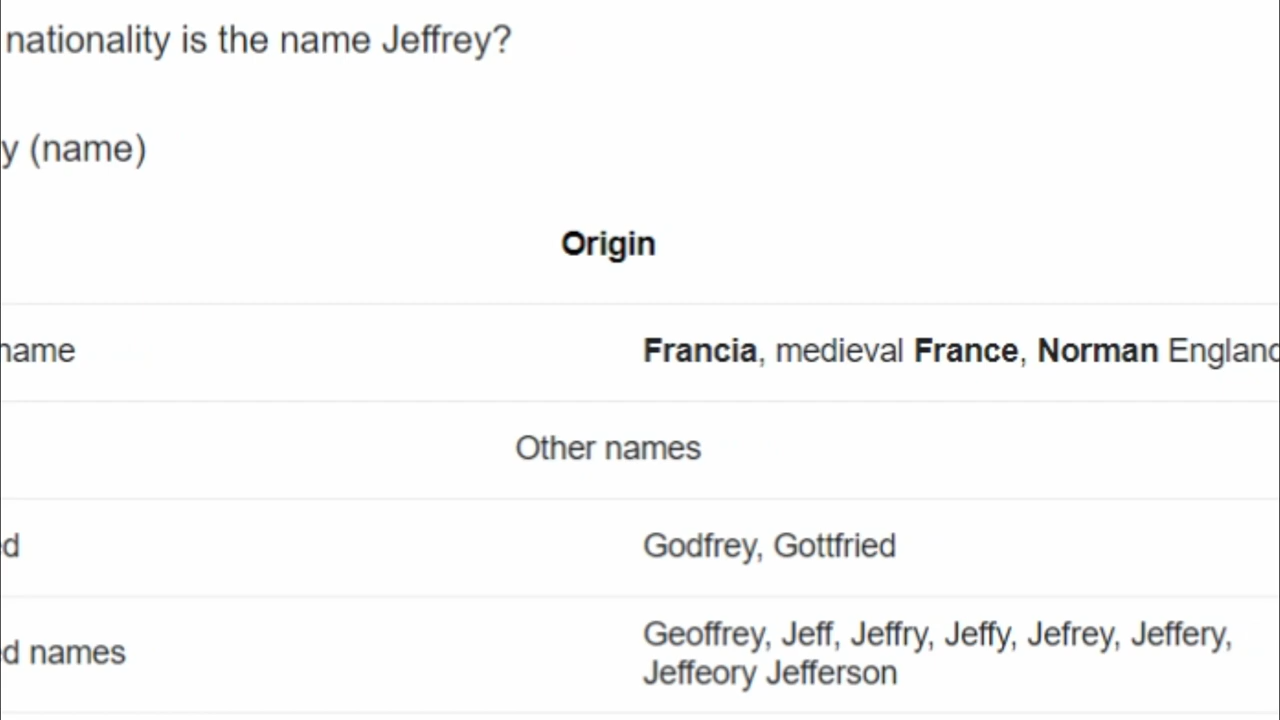 nationality is the name Jeffrey?
y (name)
Origin
name Francia, medieval France, Norman England
Other names
d Godfrey, Gottfried
d names Geoffrey, Jeff, Jeffry, Jeffy, Jefrey, Jeffery,
Jeffeory Jefferson